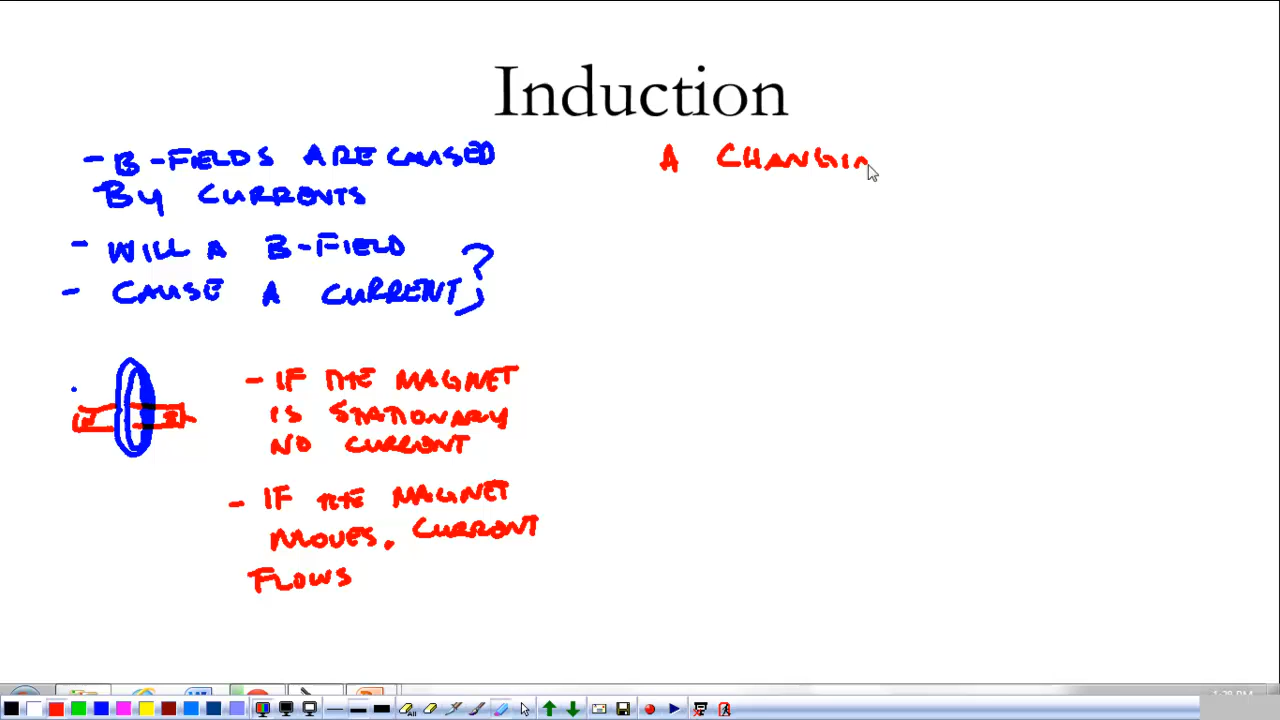 Induction
- B-FIELDS ARE CAUSED
BY CURRENTS
- WILL A B-FIELD
- CAUSE A CURRENT?
- IF THE MAGNET
IS STATIONARY
NO CURRENT
- IF THE MAGNET
MOVES, CURRENT
FLOWS
A CHANGIN